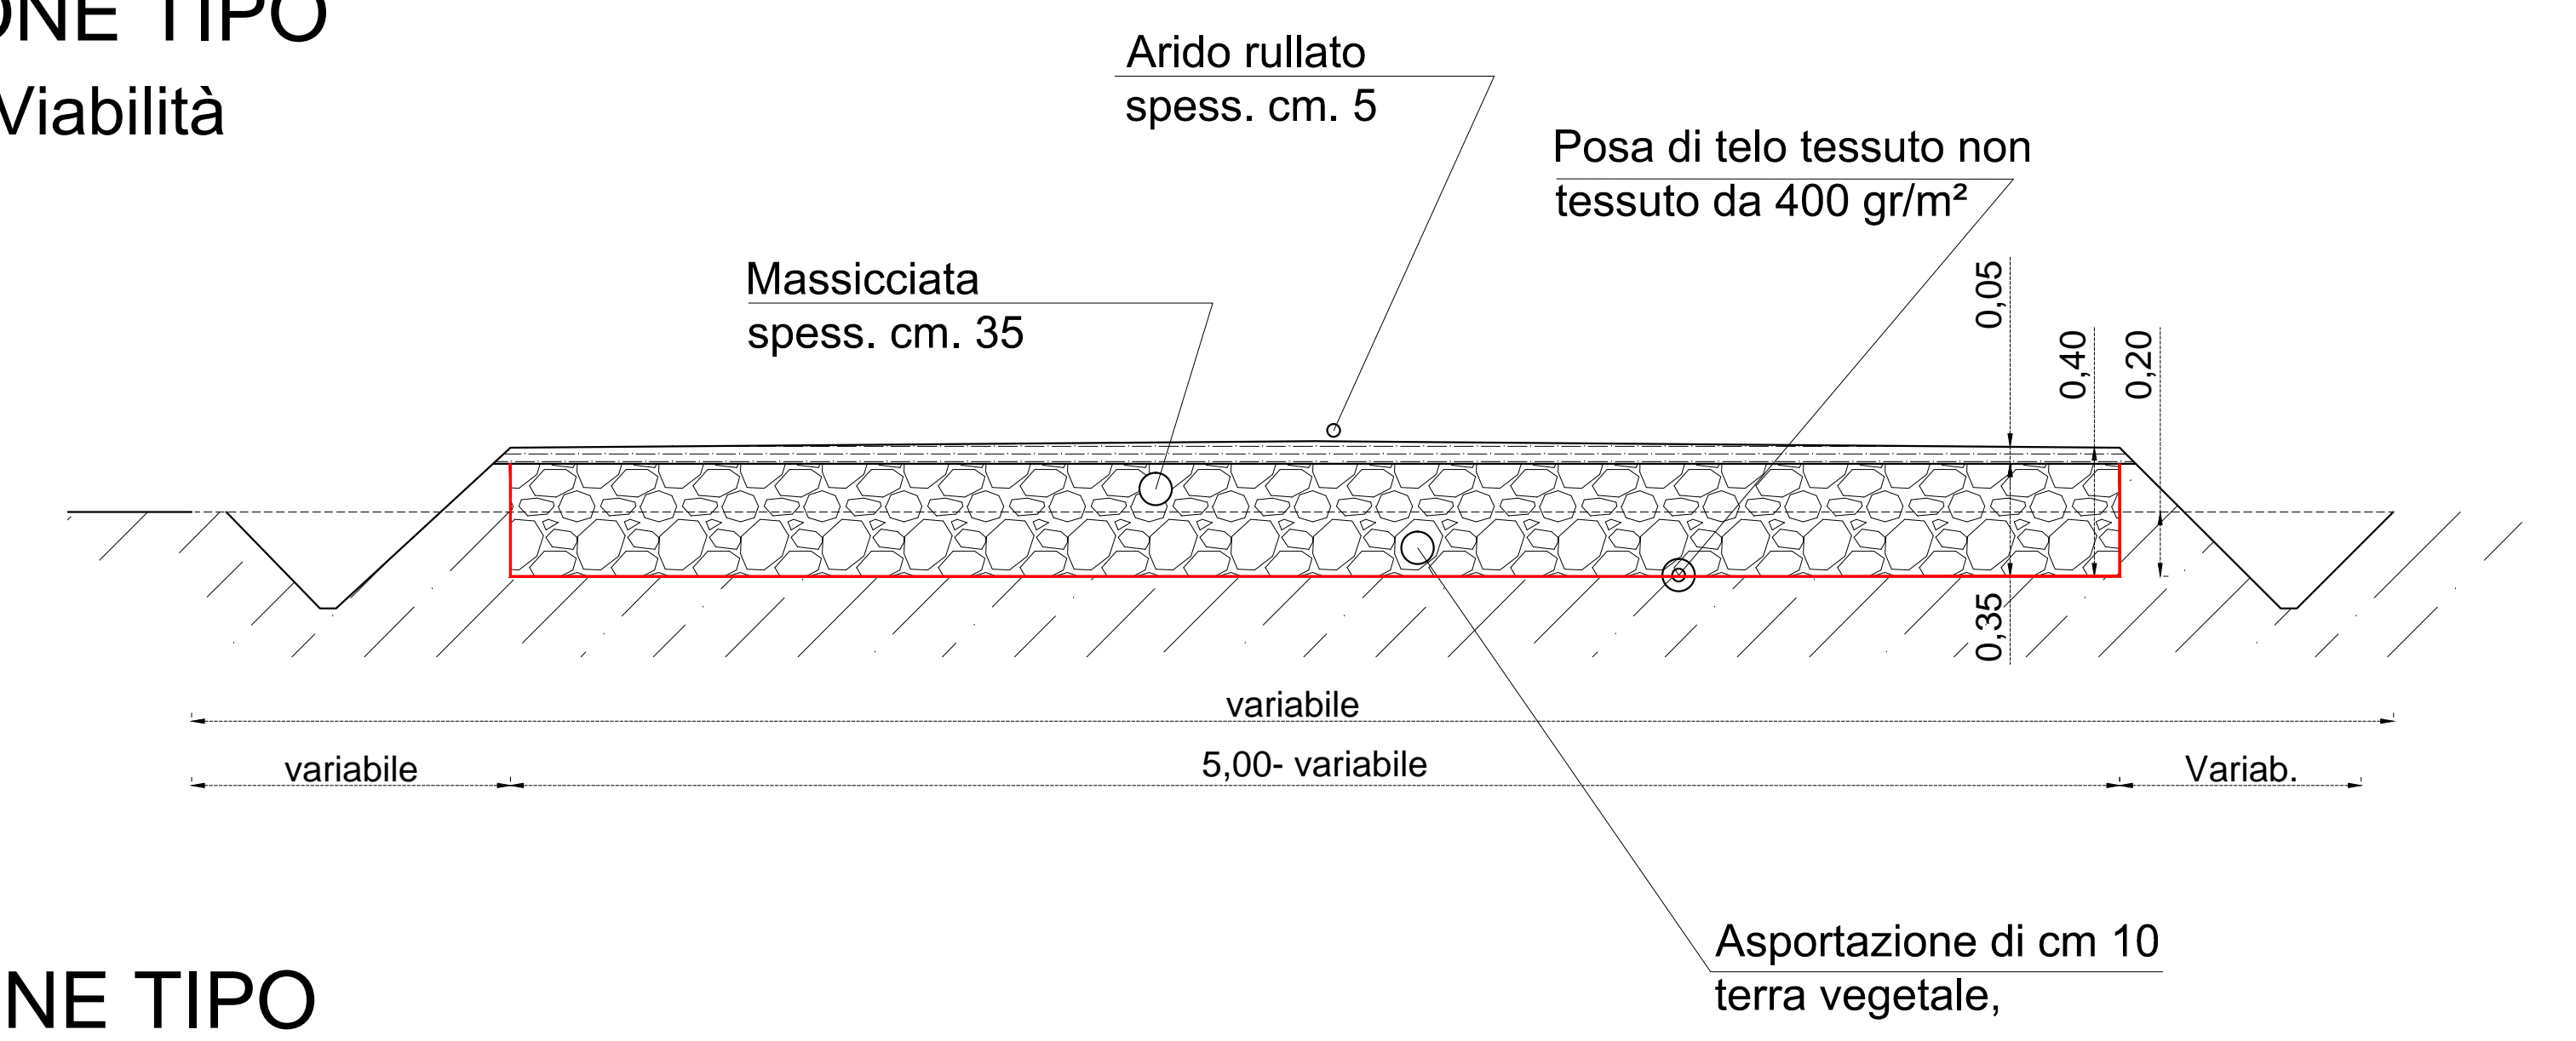 ONE TIPO
Viabilità
Arido rullato
spess. cm. 5
Posa di telo tessuto non
tessuto da 400 gr/m²
Massicciata
spess. cm. 35
0,05
0,40
0,20
0,35
variabile
variabile
5,00- variabile
Variab.
Asportazione di cm 10
terra vegetale,
NE TIPO